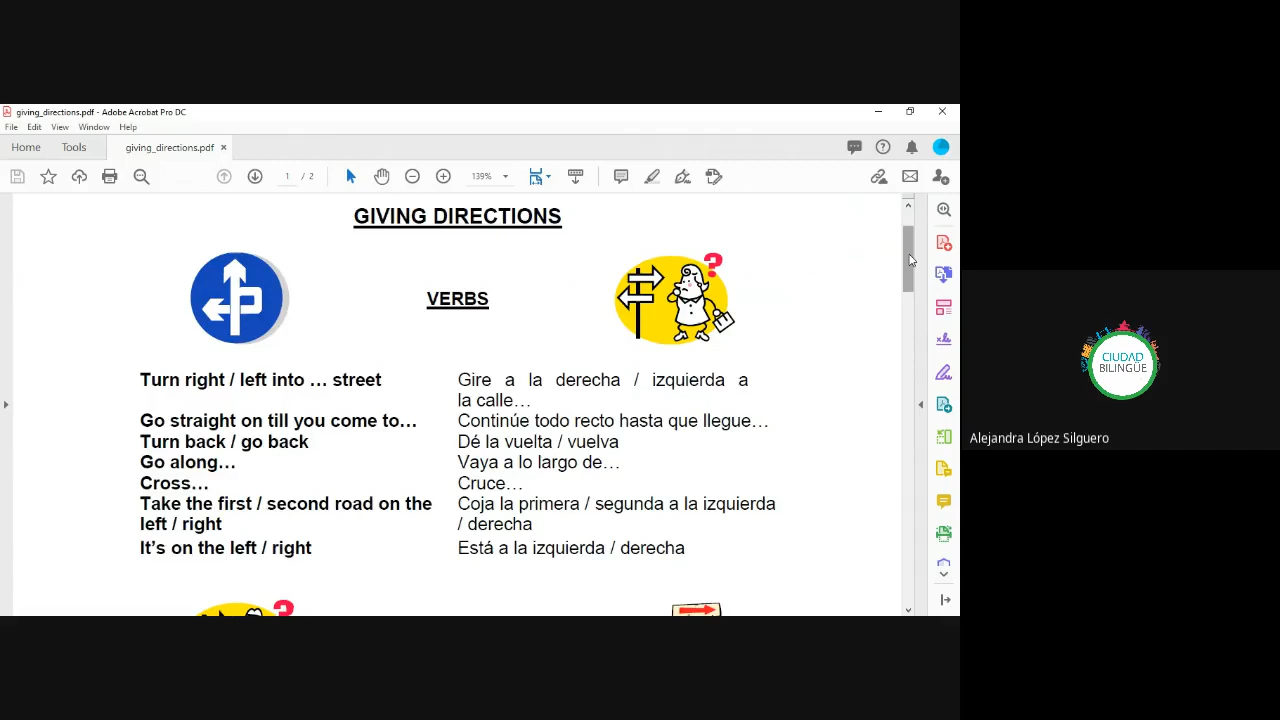 giving_directions.pdf - Adobe Acrobat Pro DC
File Edit View Window Help
Home Tools giving_directions.pdf ×
1 / 2 139%
GIVING DIRECTIONS
?
VERBS
Turn right / left into … street
Gire a la derecha / izquierda a
la calle…
Go straight on till you come to…
Continúe todo recto hasta que llegue…
Turn back / go back
Dé la vuelta / vuelva
Go along…
Vaya a lo largo de…
Cross…
Cruce…
Take the first / second road on the
left / right
Coja la primera / segunda a la izquierda
/ derecha
It's on the left / right
Está a la izquierda / derecha
?
CIUDAD
BILINGÜE
Alejandra López Silguero